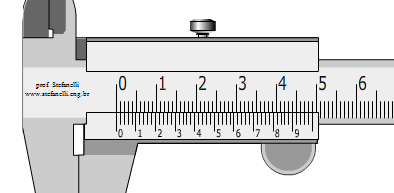 0 1 2 3 4 5 6
prof. Stefanelli
www.stefanelli.eng.br
0 1 2 3 4 5 6 7 8 9